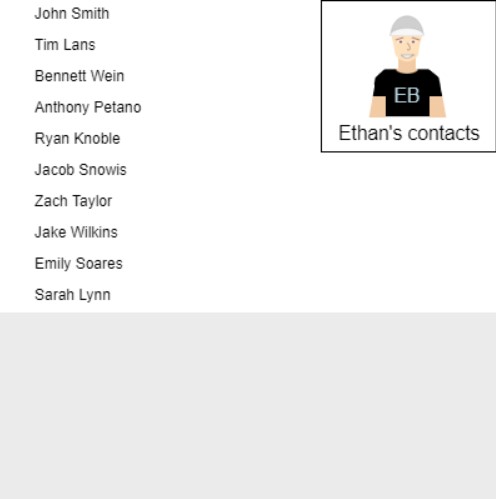 John Smith
Tim Lans
Bennett Wein
Anthony Petano
Ryan Knoble
Jacob Snowis
Zach Taylor
Jake Wilkins
Emily Soares
Sarah Lynn
EB
Ethan's contacts